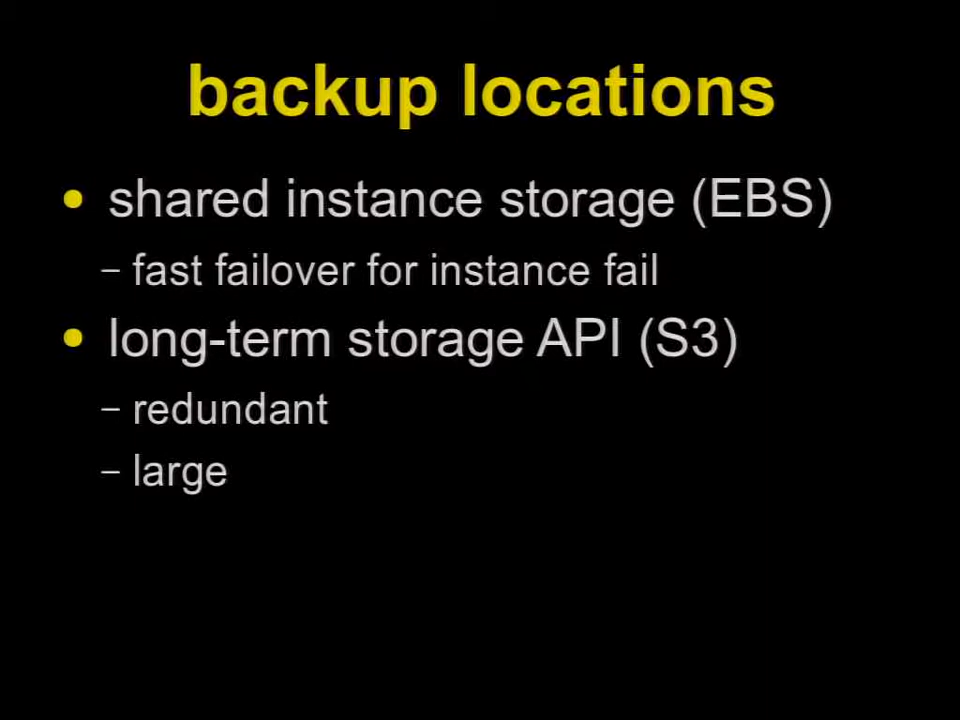 backup locations
• shared instance storage (EBS)
– fast failover for instance fail
• long-term storage API (S3)
– redundant
– large